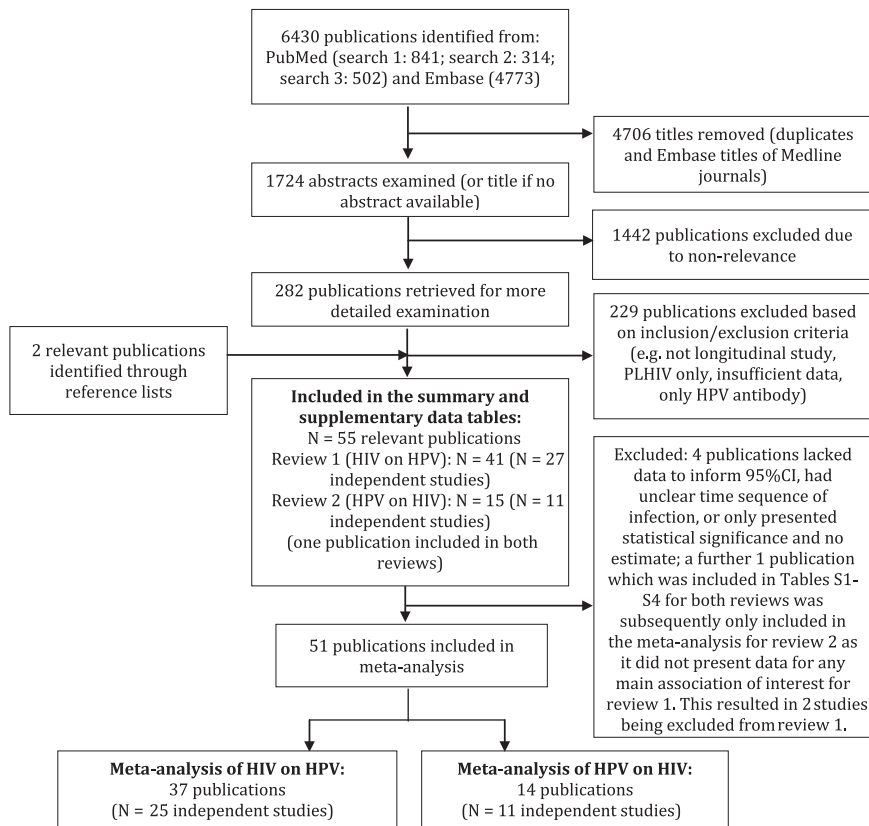 6430 publications identified from:
PubMed (search 1: 841; search 2: 314;
search 3: 502) and Embase (4773)
4706 titles removed (duplicates
and Embase titles of Medline
journals)
1724 abstracts examined (or title if no
abstract available)
1442 publications excluded due
to non-relevance
282 publications retrieved for more
detailed examination
229 publications excluded based
on inclusion/exclusion criteria
(e.g. not longitudinal study,
PLHIV only, insufficient data,
only HPV antibody)
2 relevant publications
identified through
reference lists
Included in the summary and
supplementary data tables:
N = 55 relevant publications
Review 1 (HIV on HPV): N = 41 (N = 27
independent studies)
Review 2 (HPV on HIV): N = 15 (N = 11
independent studies)
(one publication included in both
reviews)
Excluded: 4 publications lacked
data to inform 95%CI, had
unclear time sequence of
infection, or only presented
statistical significance and no
estimate; a further 1 publication
which was included in Tables S1-
S4 for both reviews was
subsequently only included in
the meta-analysis for review 2 as
it did not present data for any
main association of interest for
review 1. This resulted in 2 studies
being excluded from review 1.
51 publications included in
meta-analysis
Meta-analysis of HIV on HPV:
37 publications
(N = 25 independent studies)
Meta-analysis of HPV on HIV:
14 publications
(N = 11 independent studies)